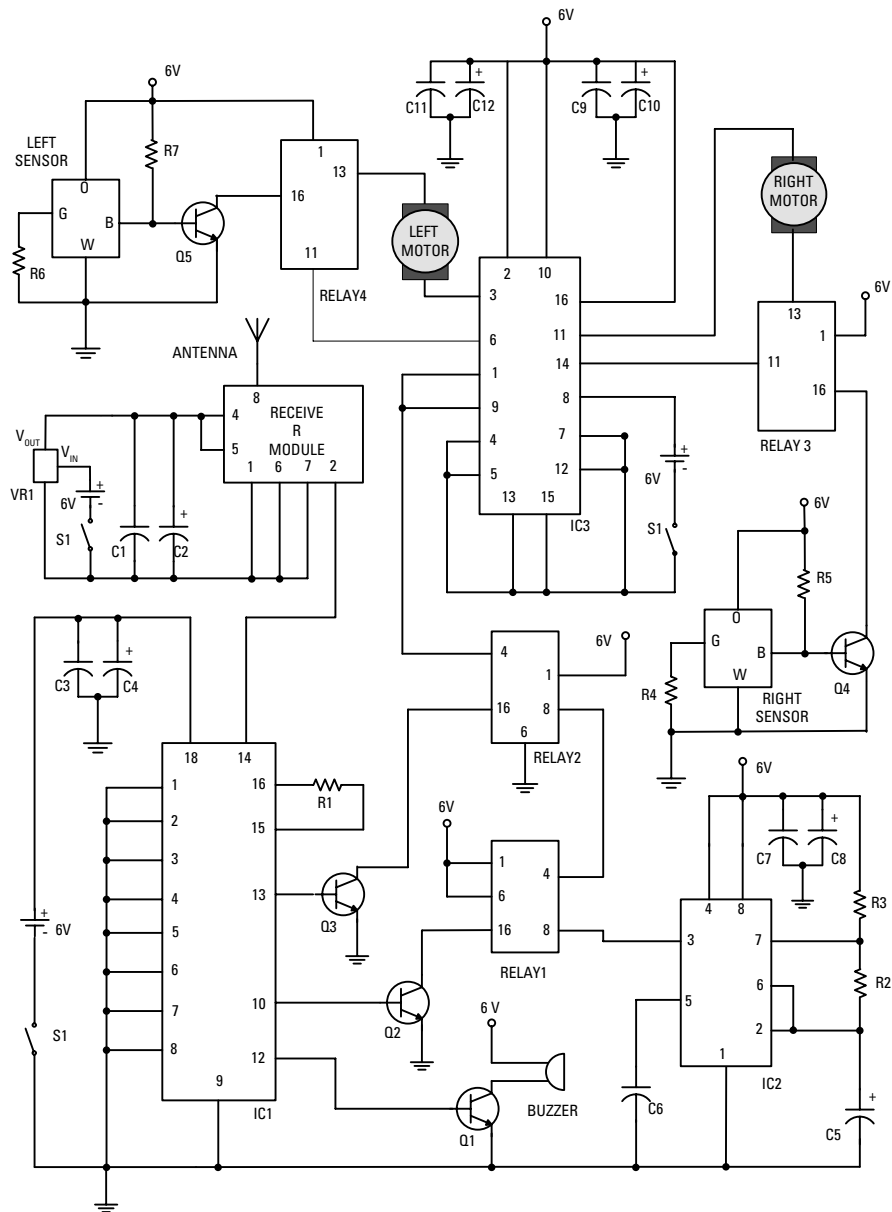 6V
C11
+
C12
C9
+
C10
6V
LEFT
SENSOR
R7
O
G
B
W
R6
Q5
1
13
16
11
RELAY4
LEFT
MOTOR
RIGHT
MOTOR
2
10
3
16
6
11
1
14
9
8
4
7
5
12
13
15
IC3
+
6V
-
S1
6V
13
1
11
16
RELAY 3
ANTENNA
8
4
RECEIVE
R
MODULE
5
1
6
7
2
VOUT
VIN
VR1
+
6V
-
S1
C1
+
C2
6V
R5
O
G
B
W
R4
Q4
RIGHT
SENSOR
C3
+
C4
18
14
1
16
2
15
3
4
13
5
6
10
7
8
12
9
IC1
R1
+
6V
-
S1
4
6V
1
16
8
6
RELAY2
6V
1
4
6
16
8
RELAY1
Q3
Q2
6 V
Q1
BUZZER
6V
C7
+
C8
4
8
R3
3
7
R2
5
6
2
1
IC2
C6
+
C5